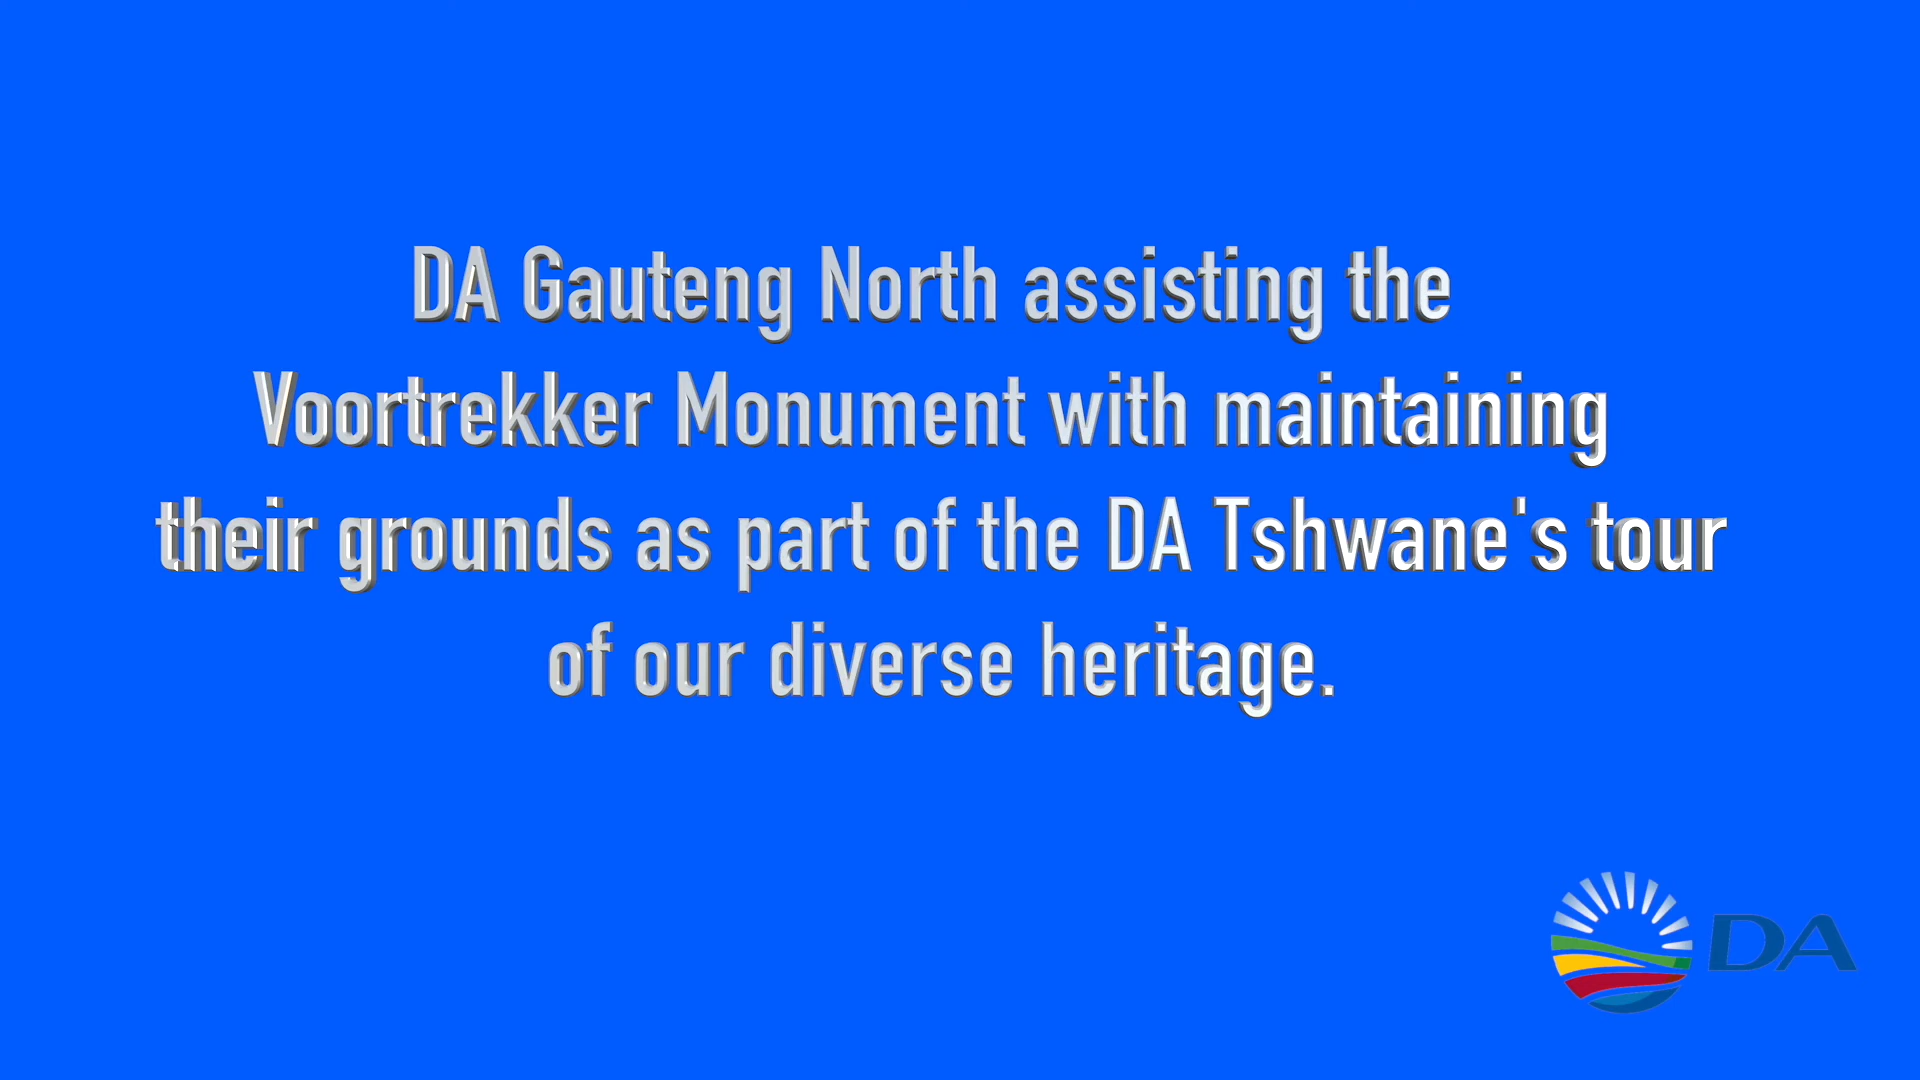 DA Gauteng North assisting the
Voortrekker Monument with maintaining
their grounds as part of the DA Tshwane's tour
of our diverse heritage.
DA